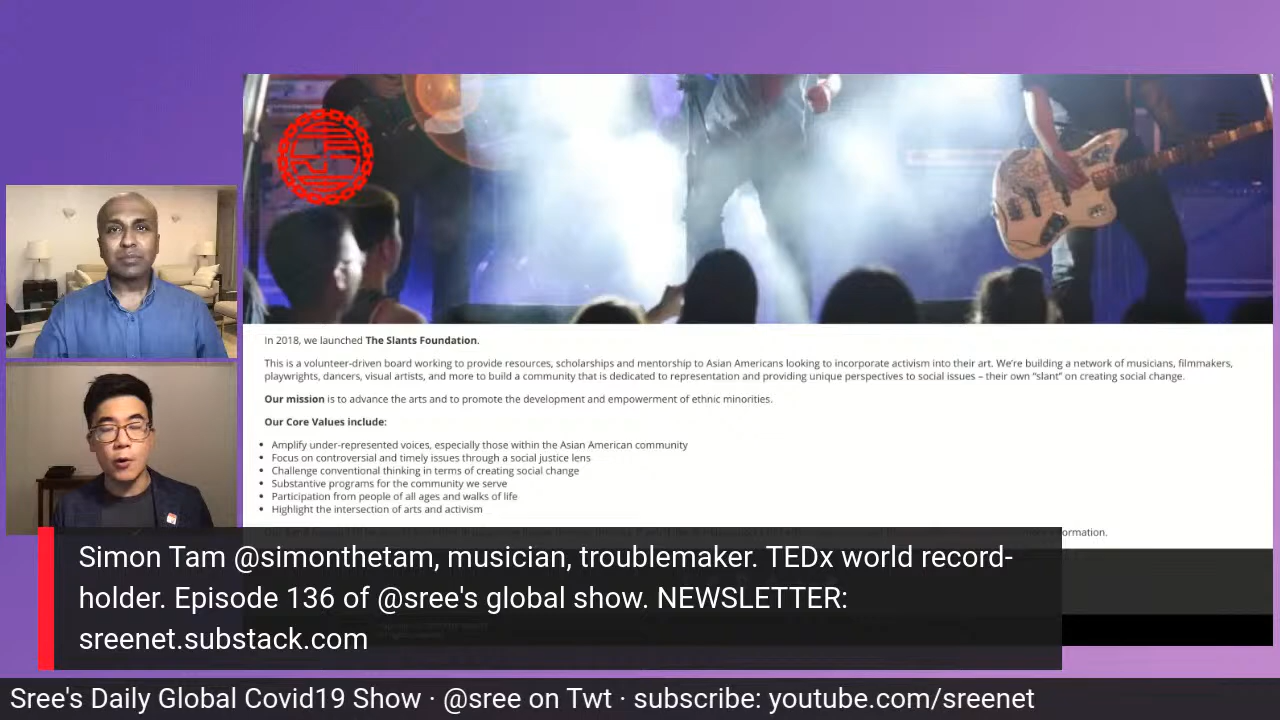 In 2018, we launched The Slants Foundation.
This is a volunteer-driven board working to provide resources, scholarships and mentorship to Asian Americans looking to incorporate activism into their art. We're building a network of musicians, filmmakers,
playwrights, dancers, visual artists, and more to build a community that is dedicated to representation and providing unique perspectives to social issues – their own "slant" on creating social change.
Our mission is to advance the arts and to promote the development and empowerment of ethnic minorities.
Our Core Values include:
• Amplify under-represented voices, especially those within the Asian American community
• Focus on controversial and timely issues through a social justice lens
• Challenge conventional thinking in terms of creating social change
• Substantive programs for the community we serve
• Participation from people of all ages and walks of life
• Highlight the intersection of arts and activism
Simon Tam @simonthetam, musician, troublemaker. TEDx world record-
holder. Episode 136 of @sree's global show. NEWSLETTER:
sreenet.substack.com
Sree's Daily Global Covid19 Show · @sree on Twt · subscribe: youtube.com/sreenet